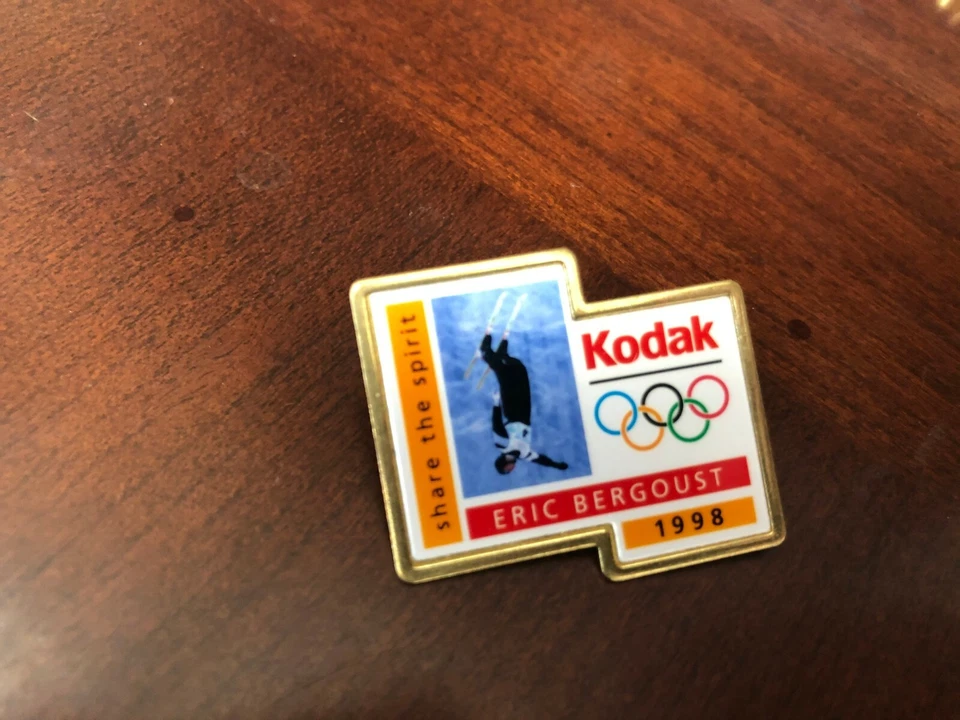 share the spirit
Kodak
ERIC BERGOUST
1998